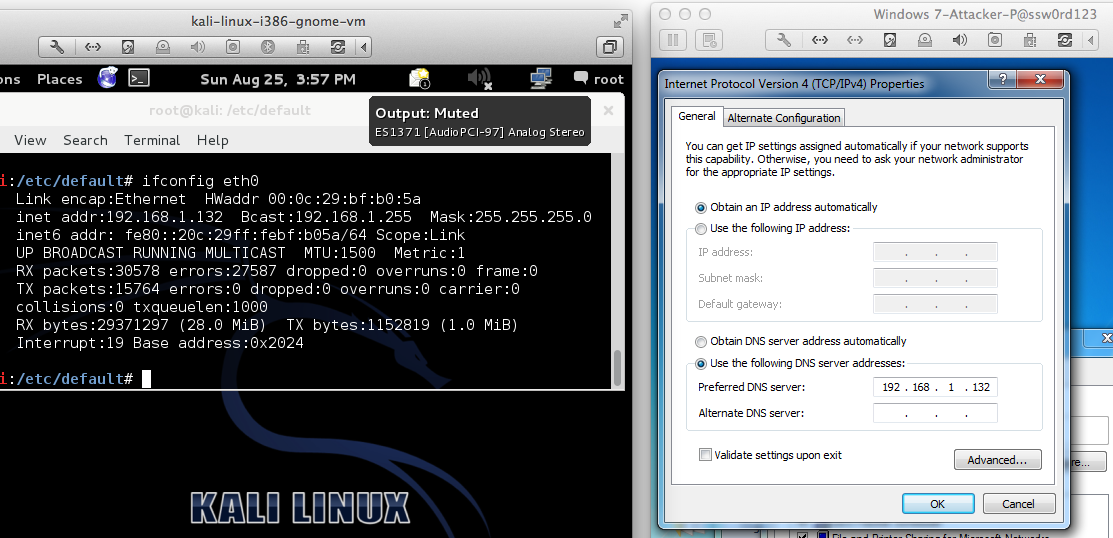 kali-linux-i386-gnome-vm
ons Places Sun Aug 25, 3:57 PM root
root@kali: /etc/default
Output: Muted
ES1371 [AudioPCI-97] Analog Stereo
View Search Terminal Help
i:/etc/default# ifconfig eth0
Link encap:Ethernet HWaddr 00:0c:29:bf:b0:5a
inet addr:192.168.1.132 Bcast:192.168.1.255 Mask:255.255.255.0
inet6 addr: fe80::20c:29ff:febf:b05a/64 Scope:Link
UP BROADCAST RUNNING MULTICAST MTU:1500 Metric:1
RX packets:30578 errors:27587 dropped:0 overruns:0 frame:0
TX packets:15764 errors:0 dropped:0 overruns:0 carrier:0
collisions:0 txqueuelen:1000
RX bytes:29371297 (28.0 MiB) TX bytes:1152819 (1.0 MiB)
Interrupt:19 Base address:0x2024
i:/etc/default#
KALI LINUX
Windows 7-Attacker-P@ssw0rd123
Internet Protocol Version 4 (TCP/IPv4) Properties
General Alternate Configuration
You can get IP settings assigned automatically if your network supports
this capability. Otherwise, you need to ask your network administrator
for the appropriate IP settings.
Obtain an IP address automatically
Use the following IP address:
IP address: . . .
Subnet mask: . . .
Default gateway: . . .
Obtain DNS server address automatically
Use the following DNS server addresses:
Preferred DNS server: 192 . 168 . 1 . 132
Alternate DNS server: . . .
Validate settings upon exit
Advanced...
re...
OK Cancel
File and Printer Sharing for Microsoft Networks